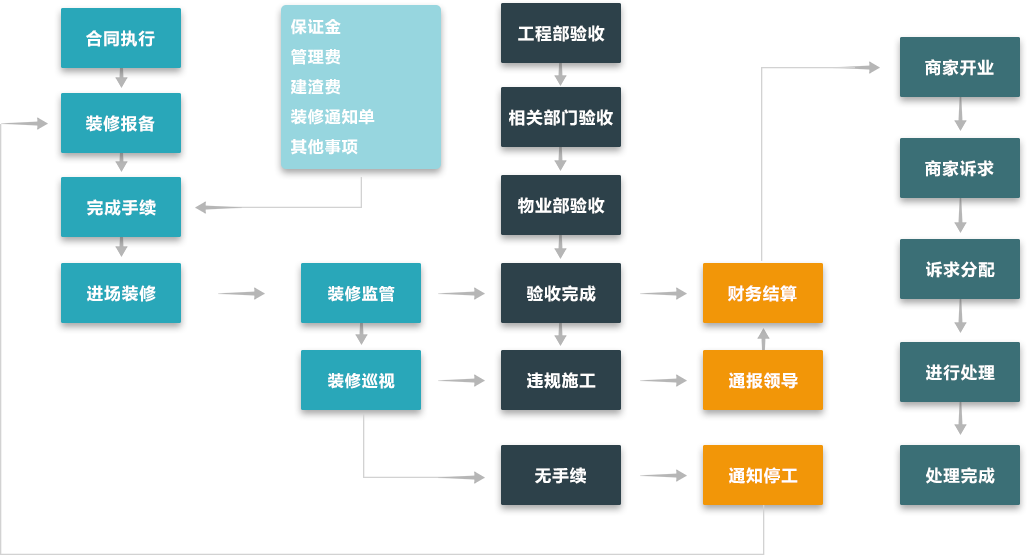 合同执行
装修报备
完成手续
进场装修
保证金
管理费
建渣费
装修通知单
其他事项
装修监管
装修巡视
工程部验收
相关部门验收
物业部验收
验收完成
违规施工
无手续
财务结算
通报领导
通知停工
商家开业
商家诉求
诉求分配
进行处理
处理完成